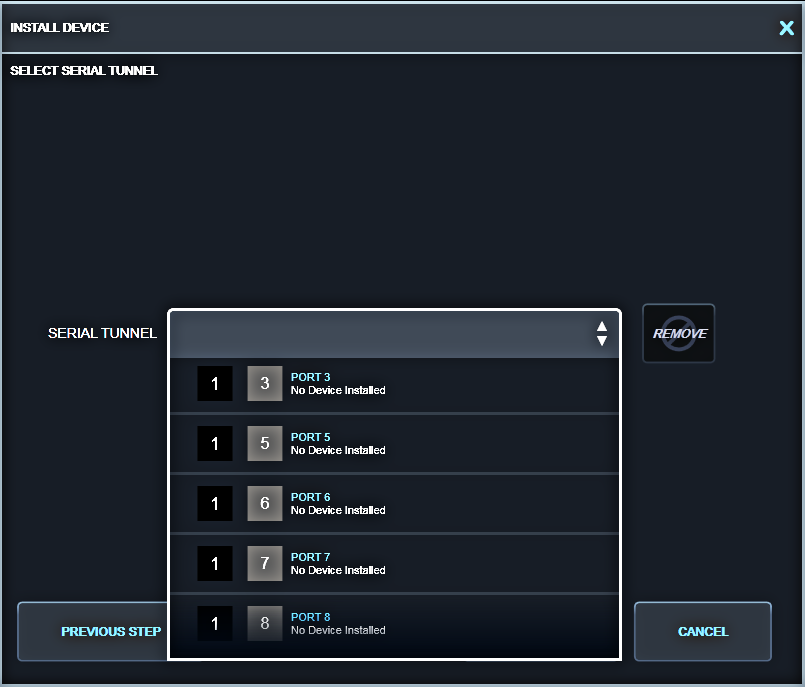 INSTALL DEVICE
X
SELECT SERIAL TUNNEL
SERIAL TUNNEL
REMOVE
1 3 PORT 3
No Device Installed
1 5 PORT 5
No Device Installed
1 6 PORT 6
No Device Installed
1 7 PORT 7
No Device Installed
1 8 PORT 8
No Device Installed
PREVIOUS STEP
CANCEL